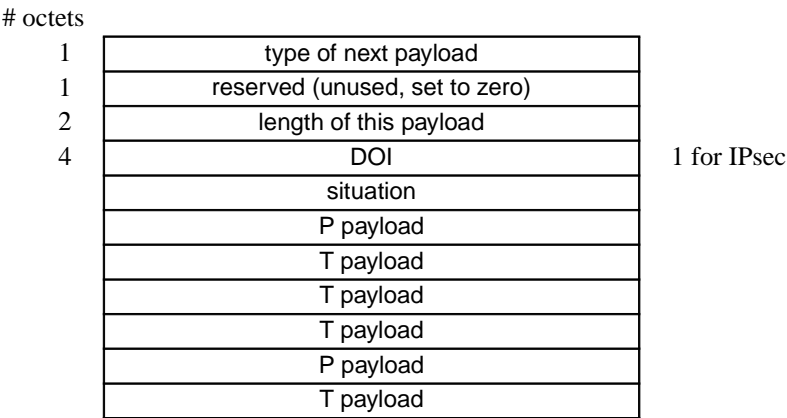 # octets
1 type of next payload
1 reserved (unused, set to zero)
2 length of this payload
4 DOI 1 for IPsec
situation
P payload
T payload
T payload
T payload
P payload
T payload